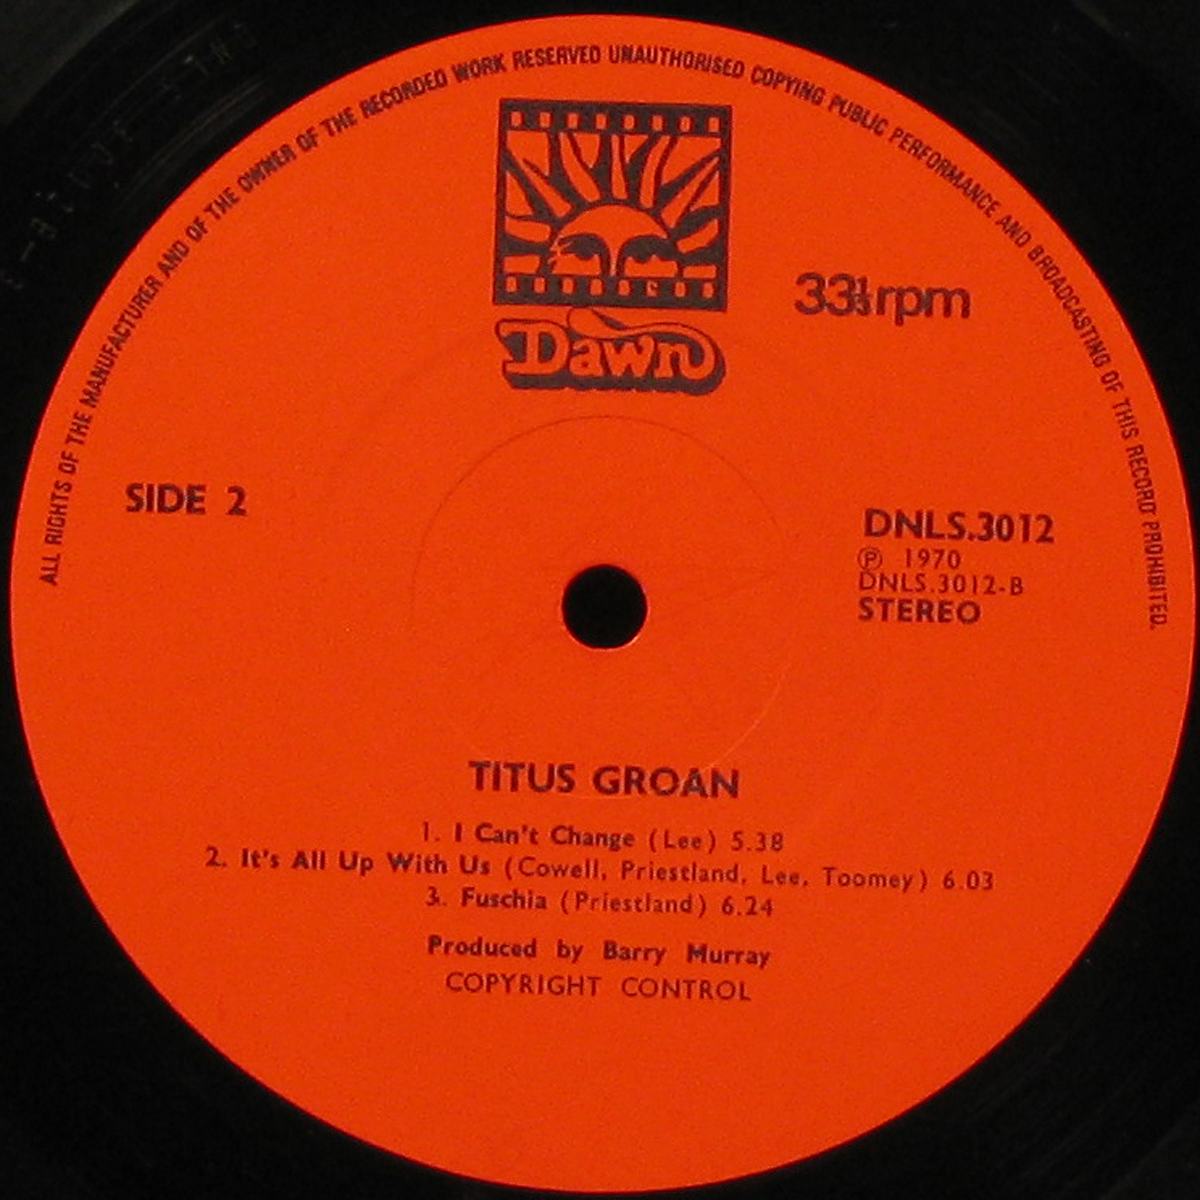 ALL RIGHTS OF THE MANUFACTURER AND OF THE OWNER OF THE RECORDED WORK RESERVED UNAUTHORISED COPYING PUBLIC PERFORMANCE AND BROADCASTING OF THIS RECORD PROHIBITED.
Dawn
33⅓rpm
SIDE 2
DNLS.3012
Ⓟ 1970
DNLS.3012-B
STEREO
TITUS GROAN
1. I Can't Change (Lee) 5.38
2. It's All Up With Us (Cowell, Priestland, Lee, Toomey) 6.03
3. Fuschia (Priestland) 6.24
Produced by Barry Murray
COPYRIGHT CONTROL